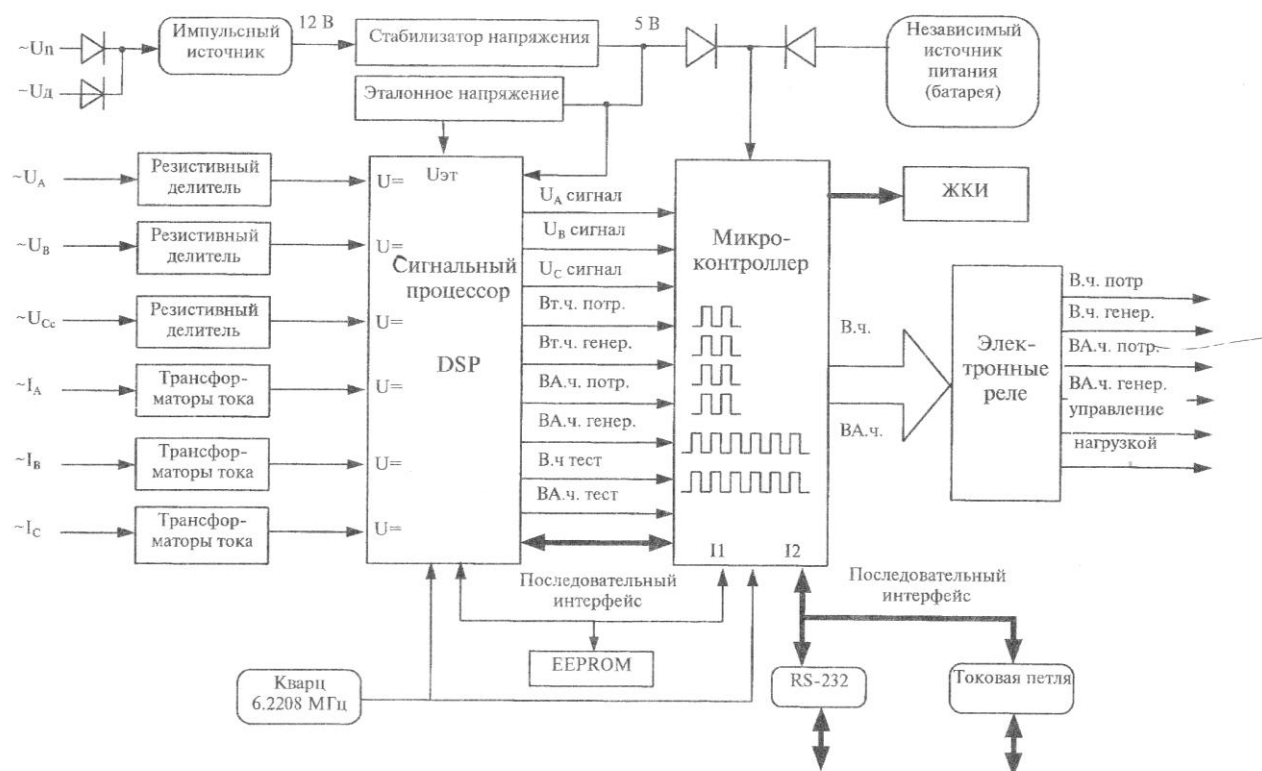 ~Uп
~Uд
Импульсный
источник
12 В
Стабилизатор напряжения
5 В
Независимый
источник
питания
(батарея)
Эталонное напряжение
~UA
Резистивный
делитель
U=
Uэт
~UB
Резистивный
делитель
U=
~UCc
Резистивный
делитель
U=
~IA
Трансфор-
маторы тока
U=
~IB
Трансфор-
маторы тока
U=
~IC
Трансфор-
маторы тока
U=
Сигнальный
процессор
DSP
UA сигнал
UB сигнал
UC сигнал
Вт.ч. потр.
Вт.ч. генер.
ВА.ч. потр.
ВА.ч. генер.
В.ч тест
ВА.ч. тест
Микро-
контроллер
I1 I2
ЖКИ
В.ч.
ВА.ч.
Элек-
тронные
реле
В.ч. потр
В.ч. генер.
ВА.ч. потр.
ВА.ч. генер.
управление
нагрузкой
Последовательный
интерфейс
EEPROM
Кварц
6.2208 МГц
Последовательный
интерфейс
RS-232
Токовая петля